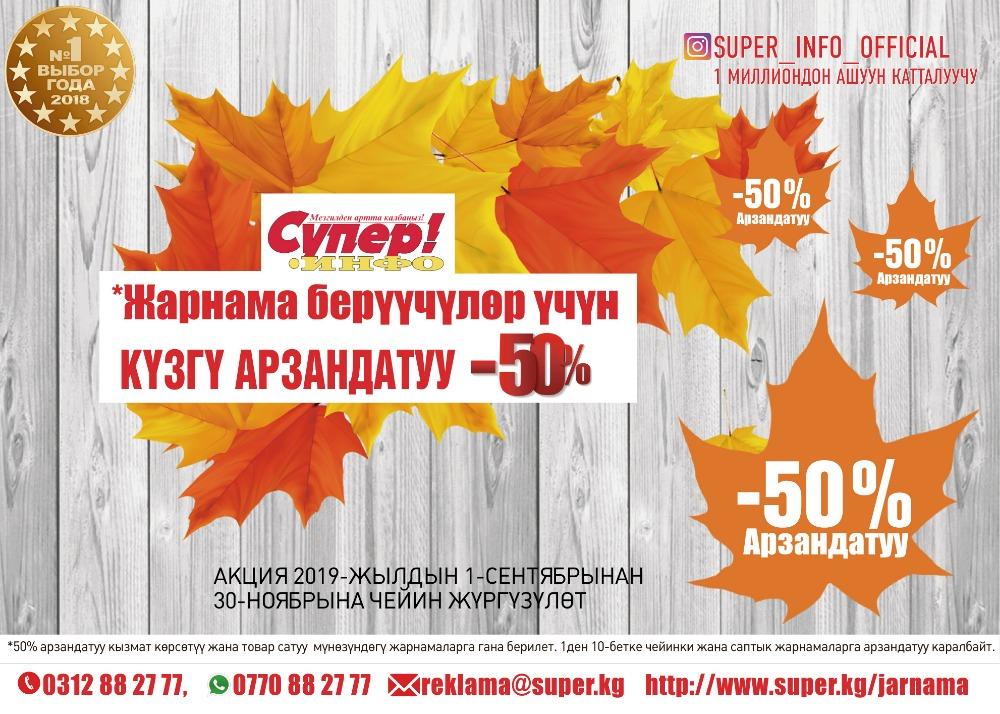 №1
ВЫБОР
ГОДА
2018
SUPER_INFO_OFFICIAL
1 МИЛЛИОНДОН АШУУН КАТТАЛУУЧУ
-50%
Арзандатуу
-50%
Арзандатуу
Мезгилден артта калбаңыз!
Супер!
•ИНФО
*Жарнама берүүчүлөр үчүн
КҮЗГҮ АРЗАНДАТУУ -50%
-50%
Арзандатуу
АКЦИЯ 2019-ЖЫЛДЫН 1-СЕНТЯБРЫНАН
30-НОЯБРЫНА ЧЕЙИН ЖҮРГҮЗҮЛӨТ
*50% арзандатуу кызмат көрсөтүү жана товар сатуу мүнөзүндөгү жарнамаларга гана берилет. 1ден 10-бетке чейинки жана саптык жарнамаларга арзандатуу каралбайт.
0312 88 27 77, 0770 88 27 77 reklama@super.kg http://www.super.kg/jarnama